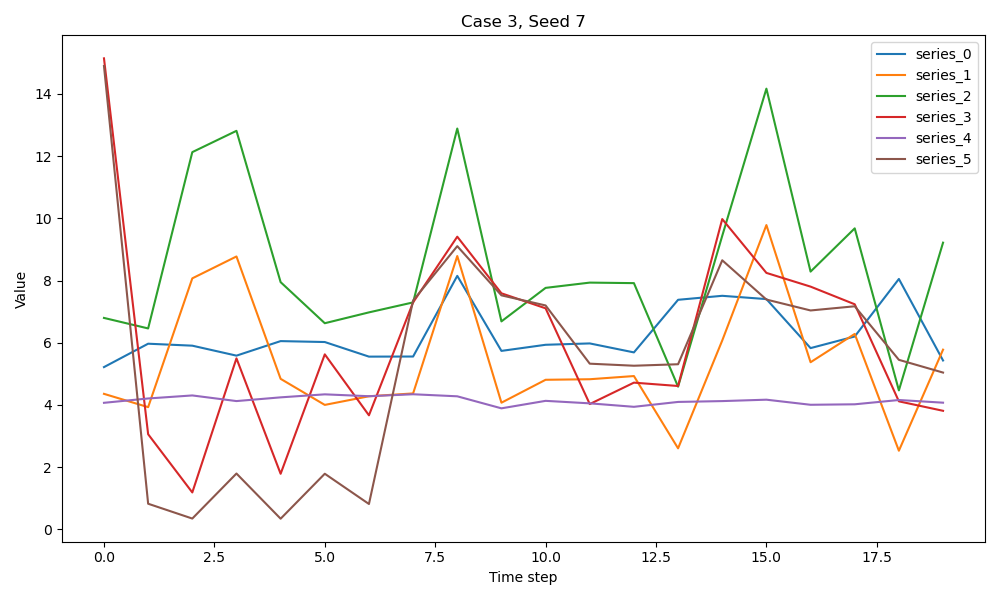 Case 3, Seed 7
series_0
series_1
series_2
series_3
series_4
series_5
Value
14
12
10
8
6
4
2
0
0.0 2.5 5.0 7.5 10.0 12.5 15.0 17.5
Time step